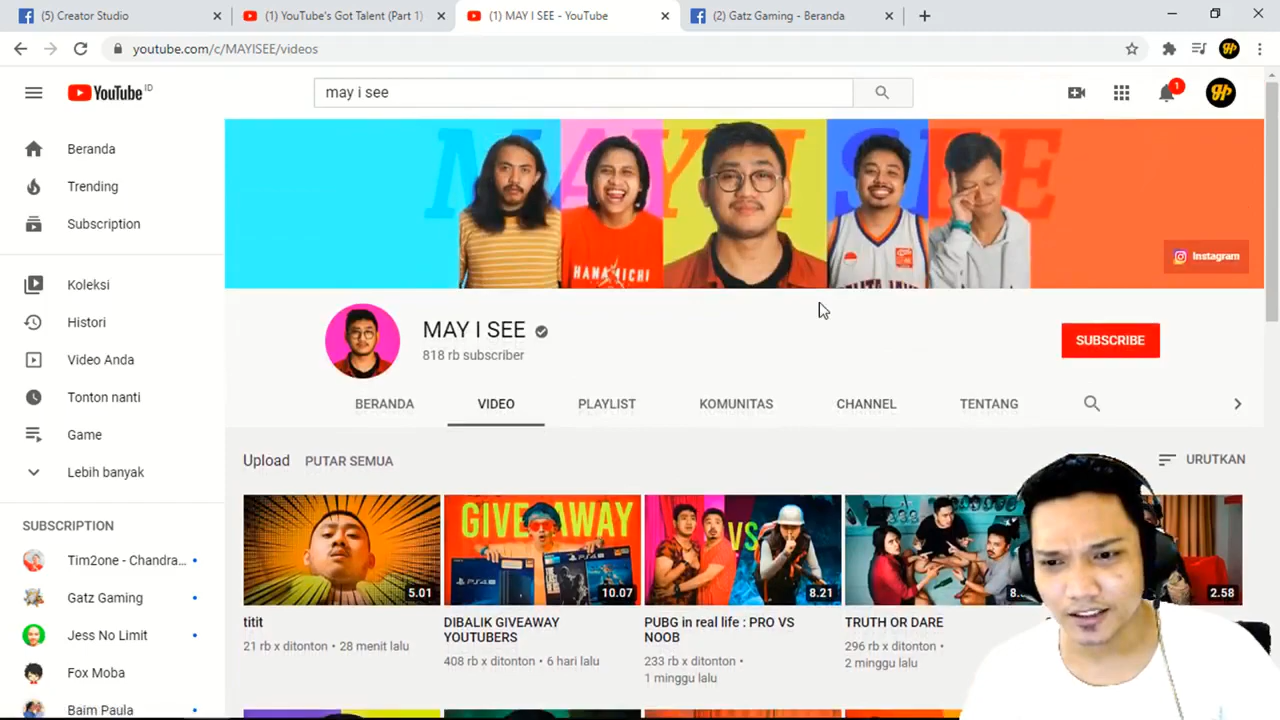 (5) Creator Studio
(1) YouTube's Got Talent (Part 1)
(1) MAY I SEE - YouTube
(2) Gatz Gaming - Beranda
youtube.com/c/MAYISEE/videos
YouTube ID
may i see
1
Beranda
Trending
Subscription
Koleksi
Histori
Video Anda
Tonton nanti
Game
Lebih banyak
SUBSCRIPTION
Tim2one - Chandra...
Gatz Gaming
Jess No Limit
Fox Moba
Baim Paula
MAY I SEE
Instagram
MAY I SEE
818 rb subscriber
SUBSCRIBE
BERANDA
VIDEO
PLAYLIST
KOMUNITAS
CHANNEL
TENTANG
Upload
PUTAR SEMUA
URUTKAN
5.01
GIVEAWAY
10.07
VS
8.21
2.58
titit
21 rb x ditonton • 28 menit lalu
DIBALIK GIVEAWAY
YOUTUBERS
408 rb x ditonton • 6 hari lalu
PUBG in real life : PRO VS
NOOB
233 rb x ditonton •
1 minggu lalu
TRUTH OR DARE
296 rb x ditonton •
2 minggu lalu